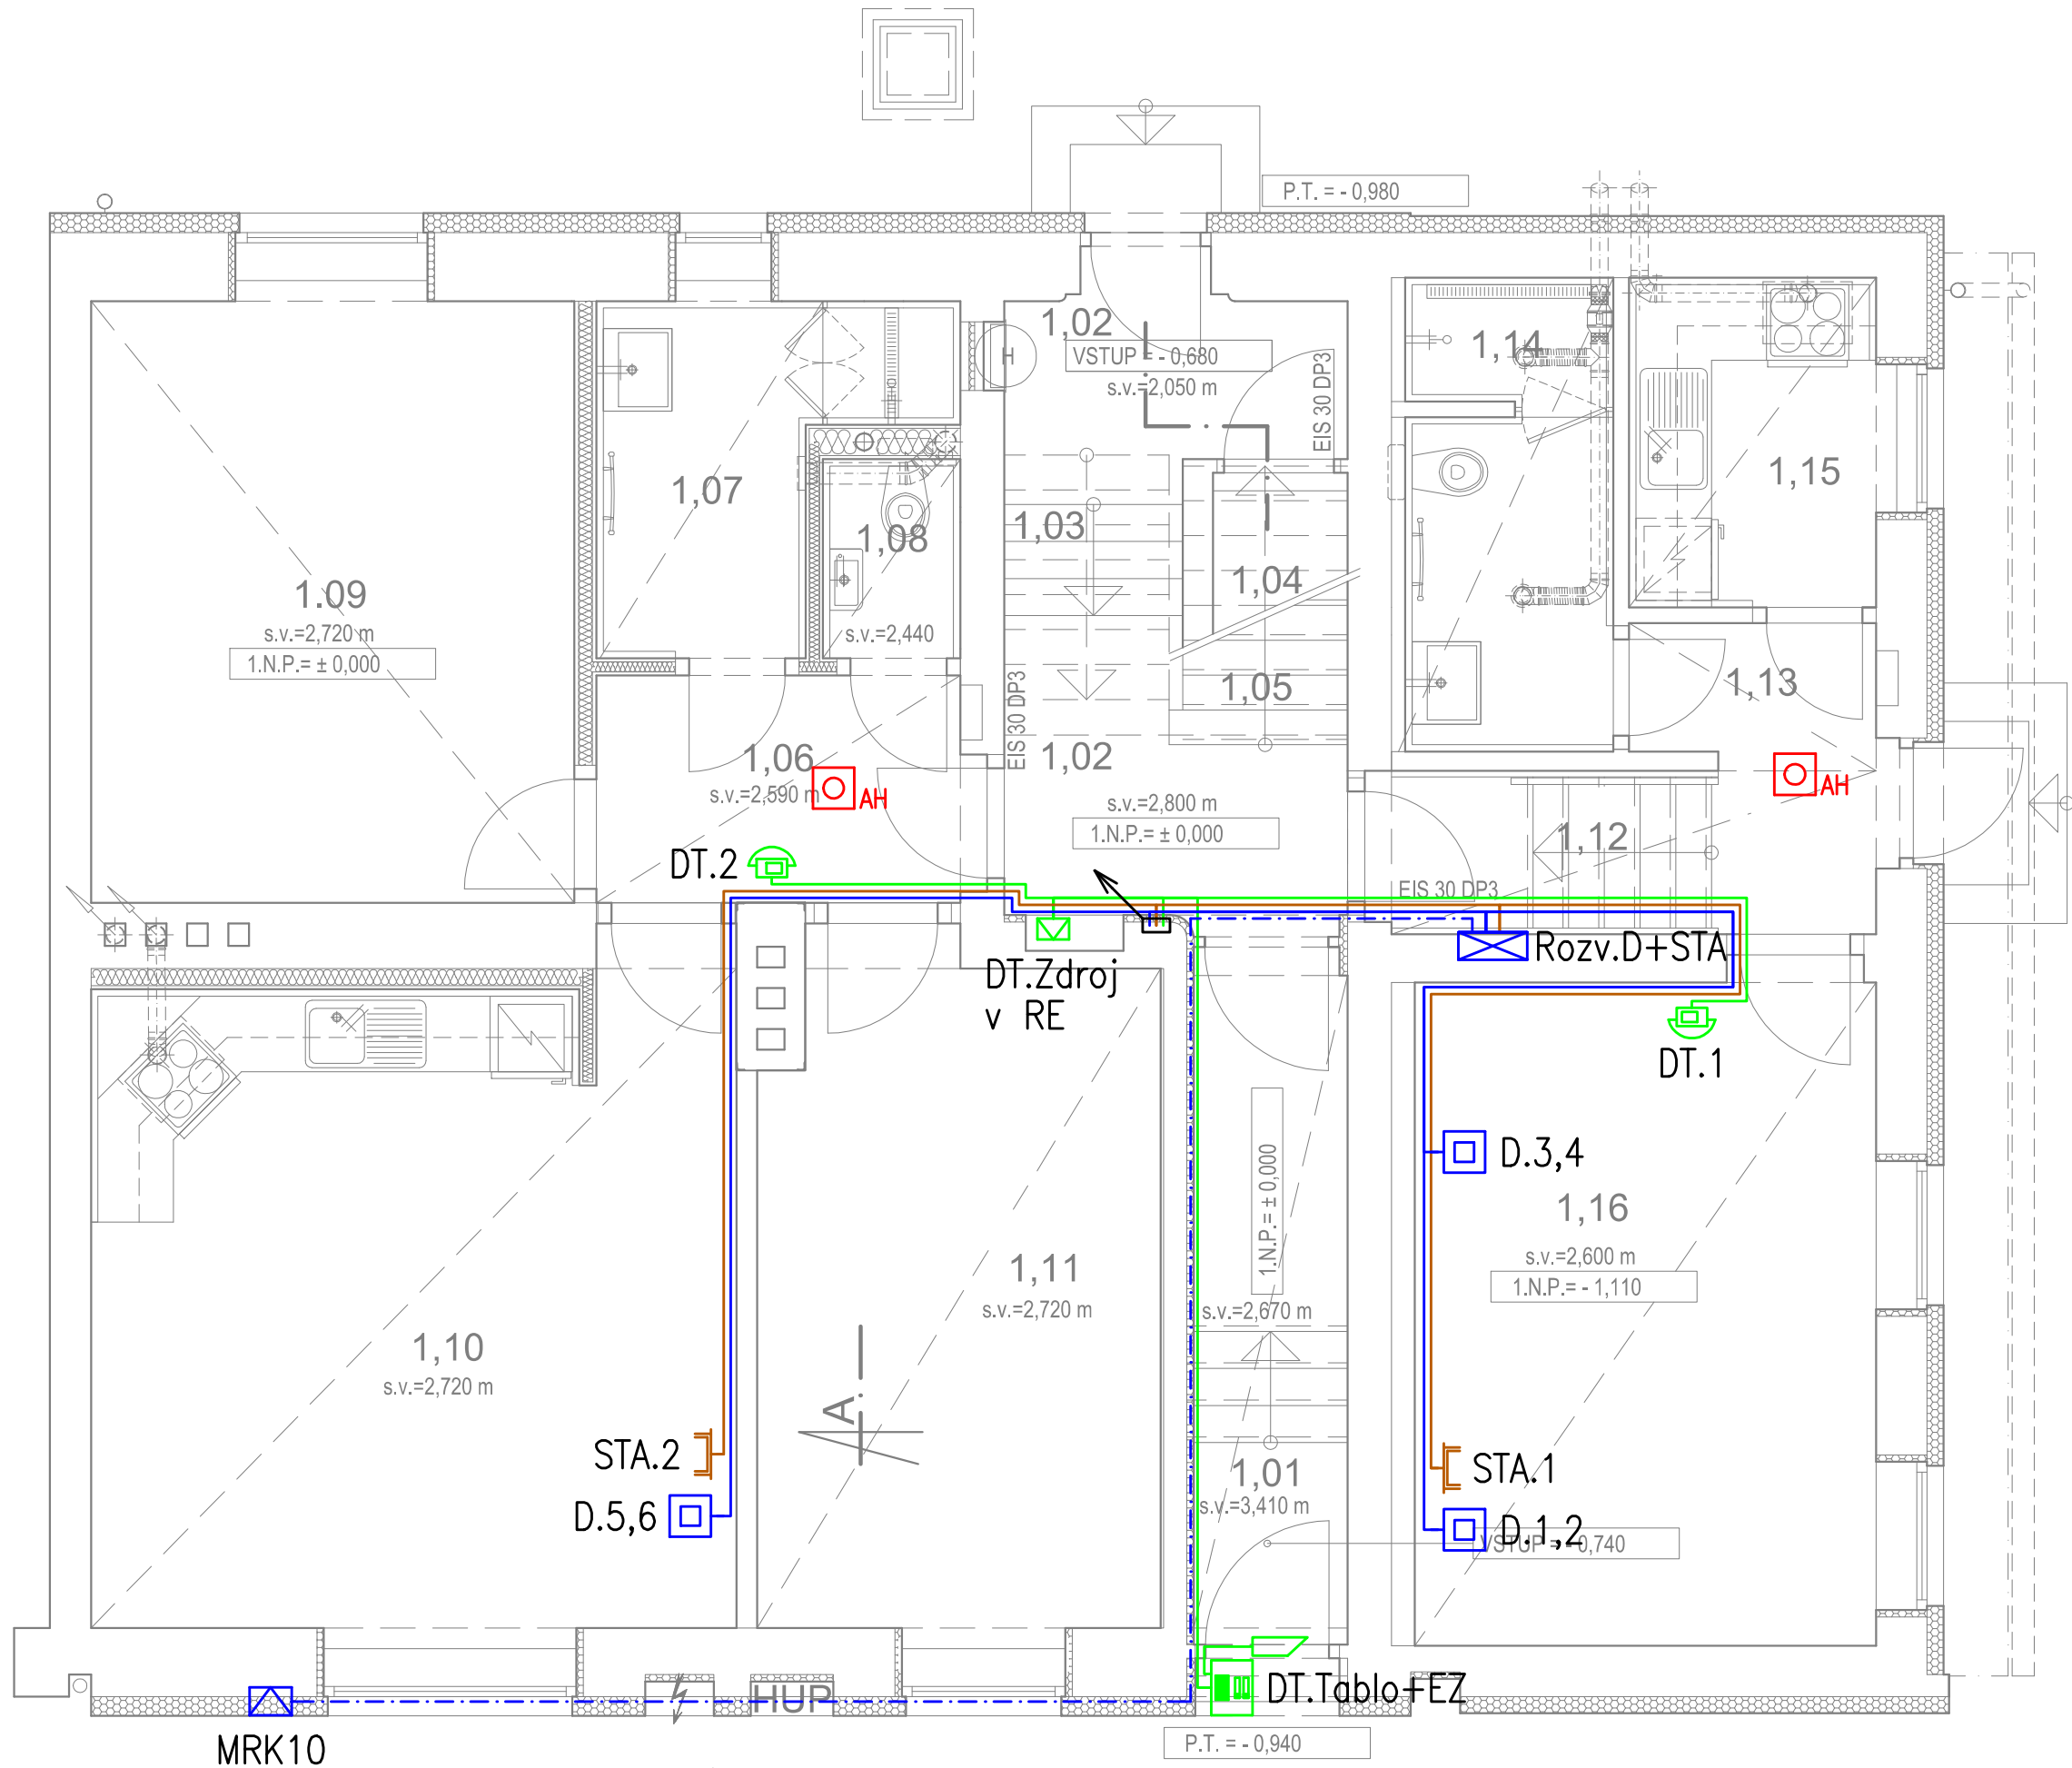 P.T. = - 0,980
1,02
VSTUP = - 0,680
s.v.=2,050 m
H
EIS 30 DP3
1,14
1,15
1,07
1,08
s.v.=2,440
1,03
1,04
1.09
s.v.=2,720 m
1.N.P.= ± 0,000
1,05
1,13
EIS 30 DP3
1,02
1,06
s.v.=2,590 m
AH
AH
s.v.=2,800 m
1.N.P.= ± 0,000
1,12
EIS 30 DP3
DT.2
Rozv.D+STA
DT.Zdroj
v RE
DT.1
D.3,4
1,16
s.v.=2,600 m
1.N.P.= - 1,110
1.N.P.= ± 0,000
1,11
s.v.=2,720 m
s.v.=2,670 m
1,10
s.v.=2,720 m
A.
STA.2
D.5,6
1,01
s.v.=3,410 m
STA.1
D.1,2
VSTUP = - 0,740
HUP
DT.Tablo+EZ
P.T. = - 0,940
MRK10